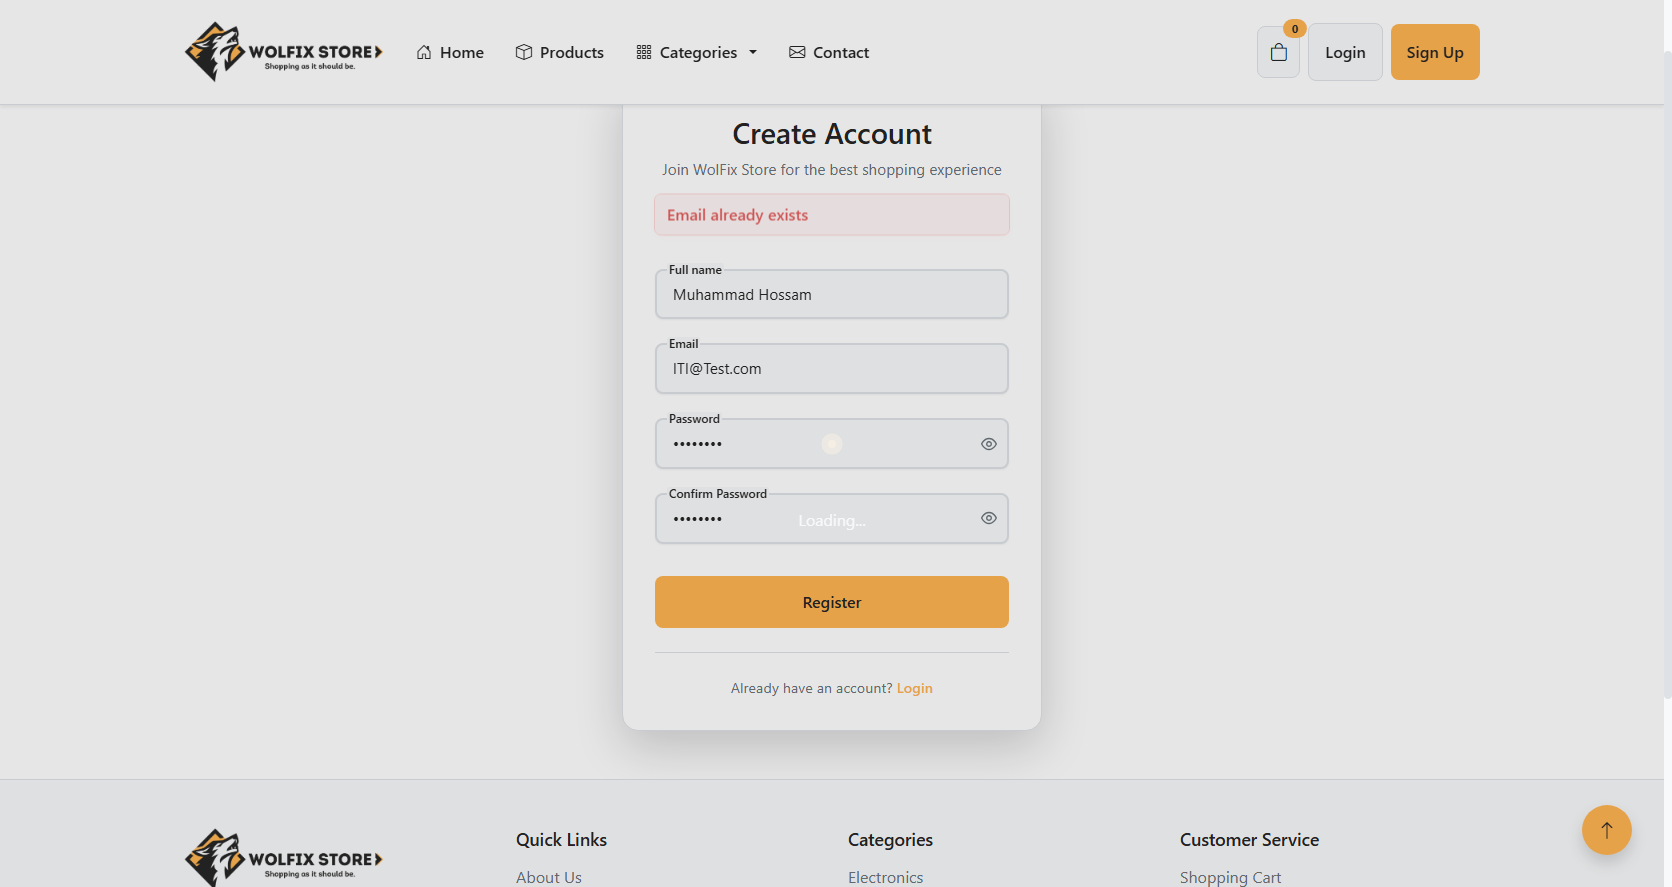 WOLFIX STORE
Shopping as it should be.
Home
Products
Categories
Contact
0
Login
Sign Up
Create Account
Join WolFix Store for the best shopping experience
Email already exists
Full name
Muhammad Hossam
Email
ITI@Test.com
Password
••••••••
Confirm Password
••••••••
Loading...
Register
Already have an account? Login
WOLFIX STORE
Shopping as it should be.
Quick Links
Categories
Customer Service
About Us
Electronics
Shopping Cart